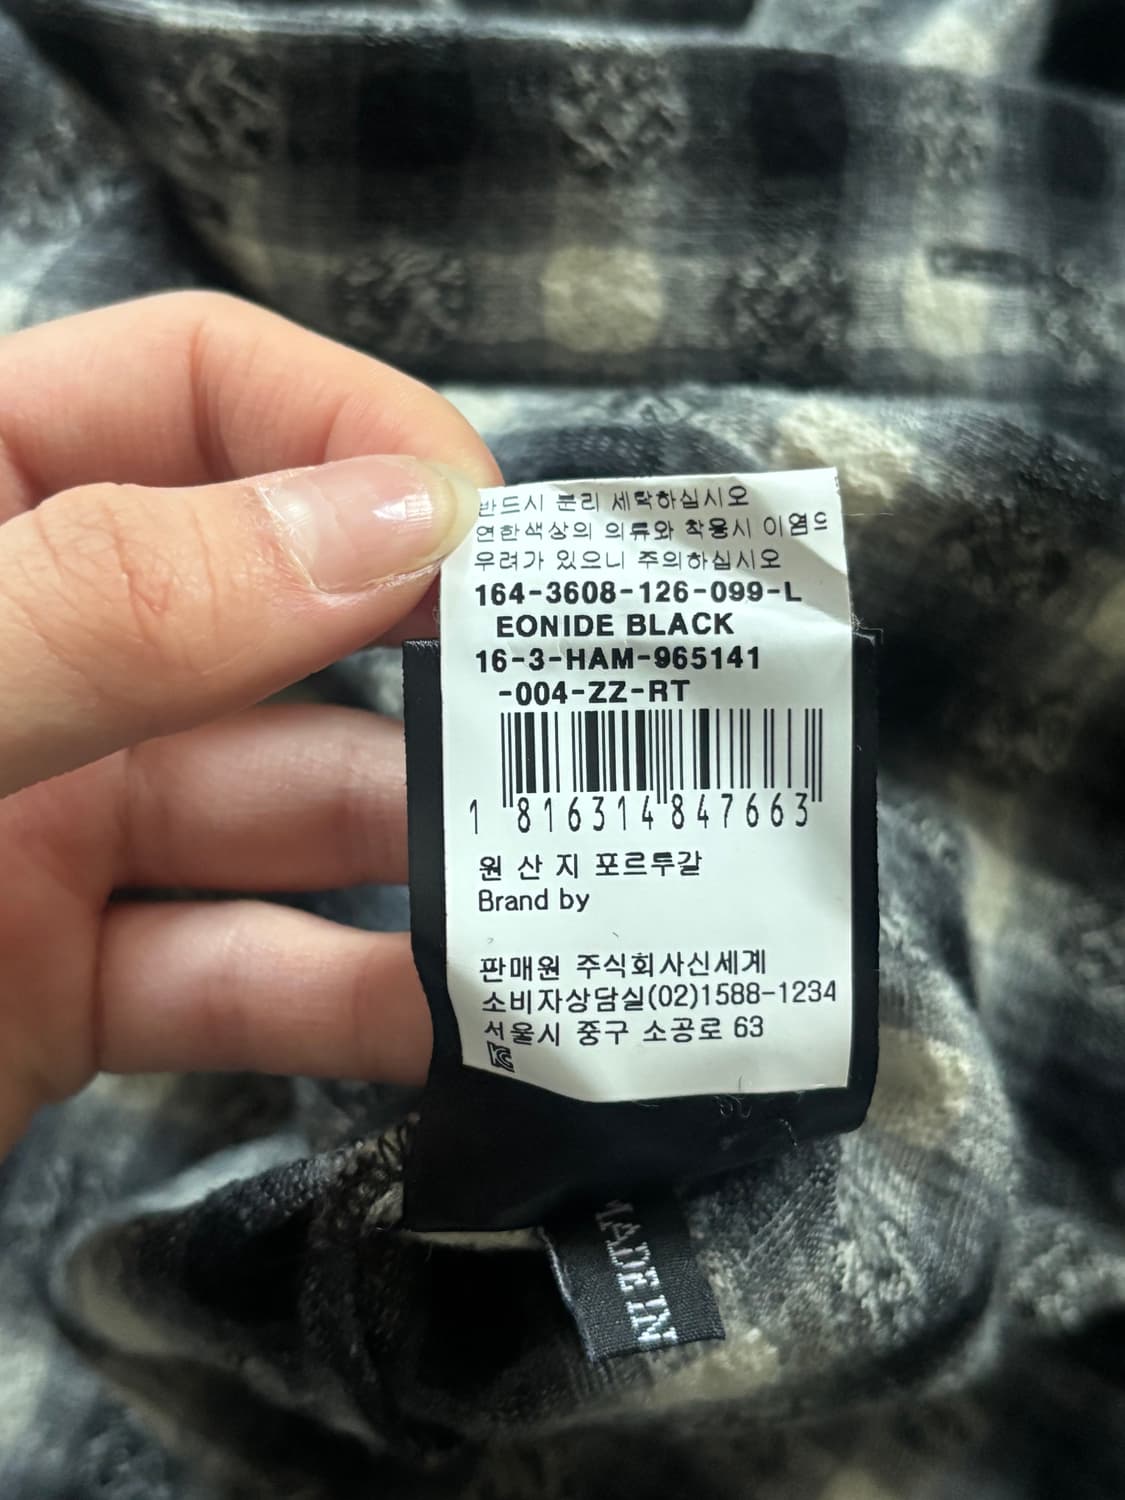 반드시 분리 세탁하십시오
연한색상의 의류와 착용시 이염으
우려가 있으니 주의하십시오
164-3608-126-099-L
EONIDE BLACK
16-3-HAM-965141
-004-ZZ-RT
1 816314 847663
원 산 지 포르투갈
Brand by
판매원 주식회사신세계
소비자상담실(02)1588-1234
서울시 중구 소공로 63
KC
MADE IN